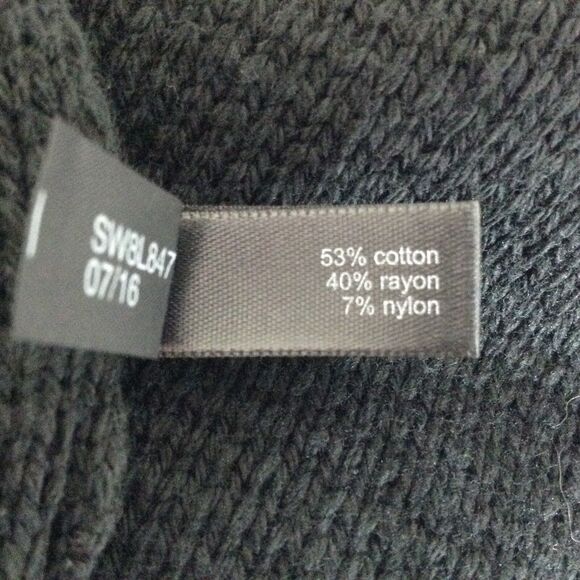 SW8L847
07/16
53% cotton
40% rayon
7% nylon